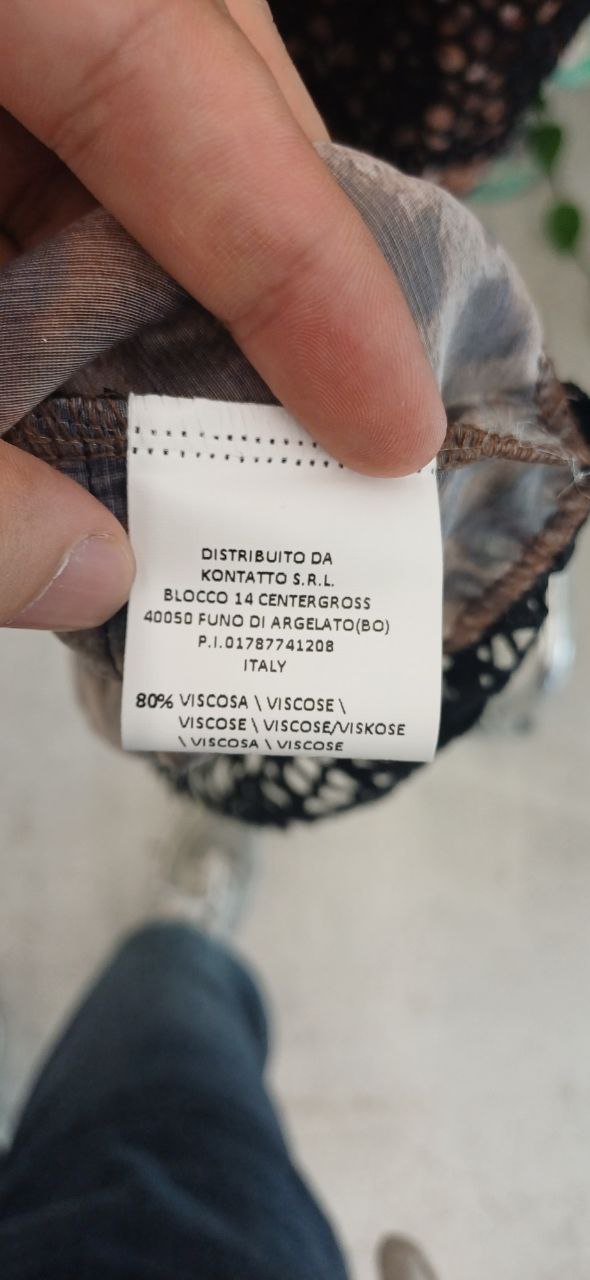 DISTRIBUITO DA
KONTATTO S.R.L.
BLOCCO 14 CENTERGROSS
40050 FUNO DI ARGELATO(BO)
P.I.01787741208
ITALY
80% VISCOSA \ VISCOSE \
VISCOSE \ VISCOSE/VISKOSE
\ VISCOSA \ VISCOSE